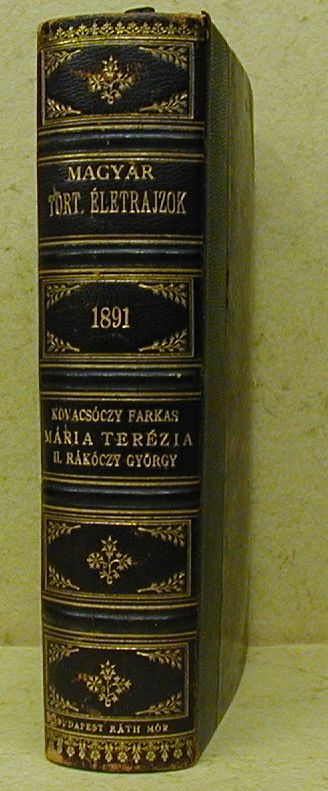 MAGYAR
TÖRT. ÉLETRAJZOK
1891
KOVACSÓCZY FARKAS
MÁRIA TERÉZIA
II. RÁKÓCZY GYÖRGY
BUDAPEST RÁTH MÓR